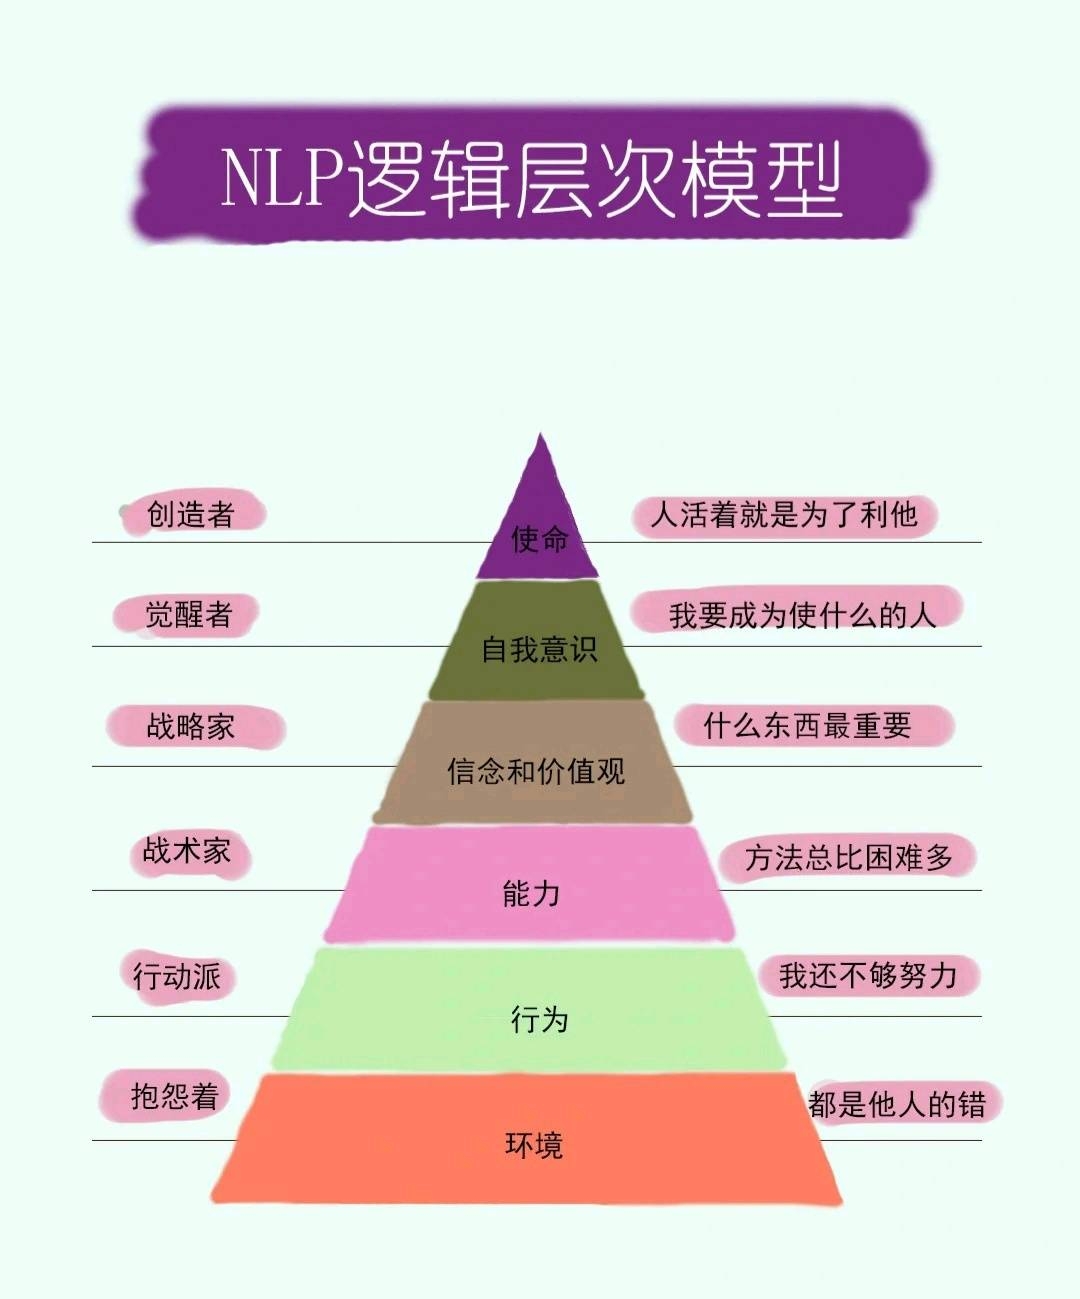 NLP逻辑层次模型
创造者
使命
人活着就是为了利他
觉醒者
自我意识
我要成为使什么的人
战略家
信念和价值观
什么东西最重要
战术家
能力
方法总比困难多
行动派
行为
我还不够努力
抱怨着
环境
都是他人的错